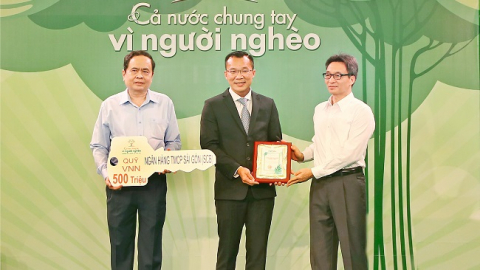 Cả nước chung tay
vì người nghèo
QUỸ
VNN
500 Triệu
NGÂN HÀNG TMCP SÀI GÒN (SCB)